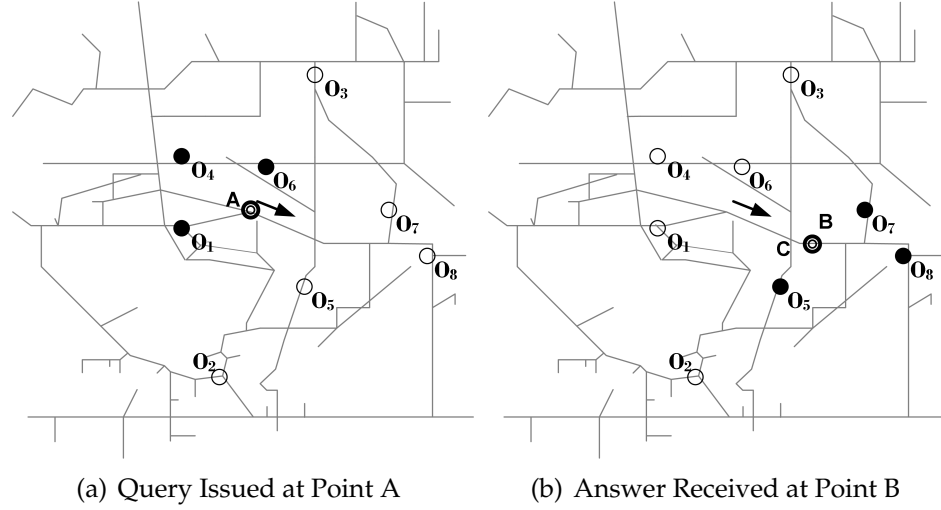 O3
O4
O6
A
O7
O1
O8
O5
O2
(a) Query Issued at Point A
O3
O4
O6
B
O7
O1
C
O8
O5
O2
(b) Answer Received at Point B